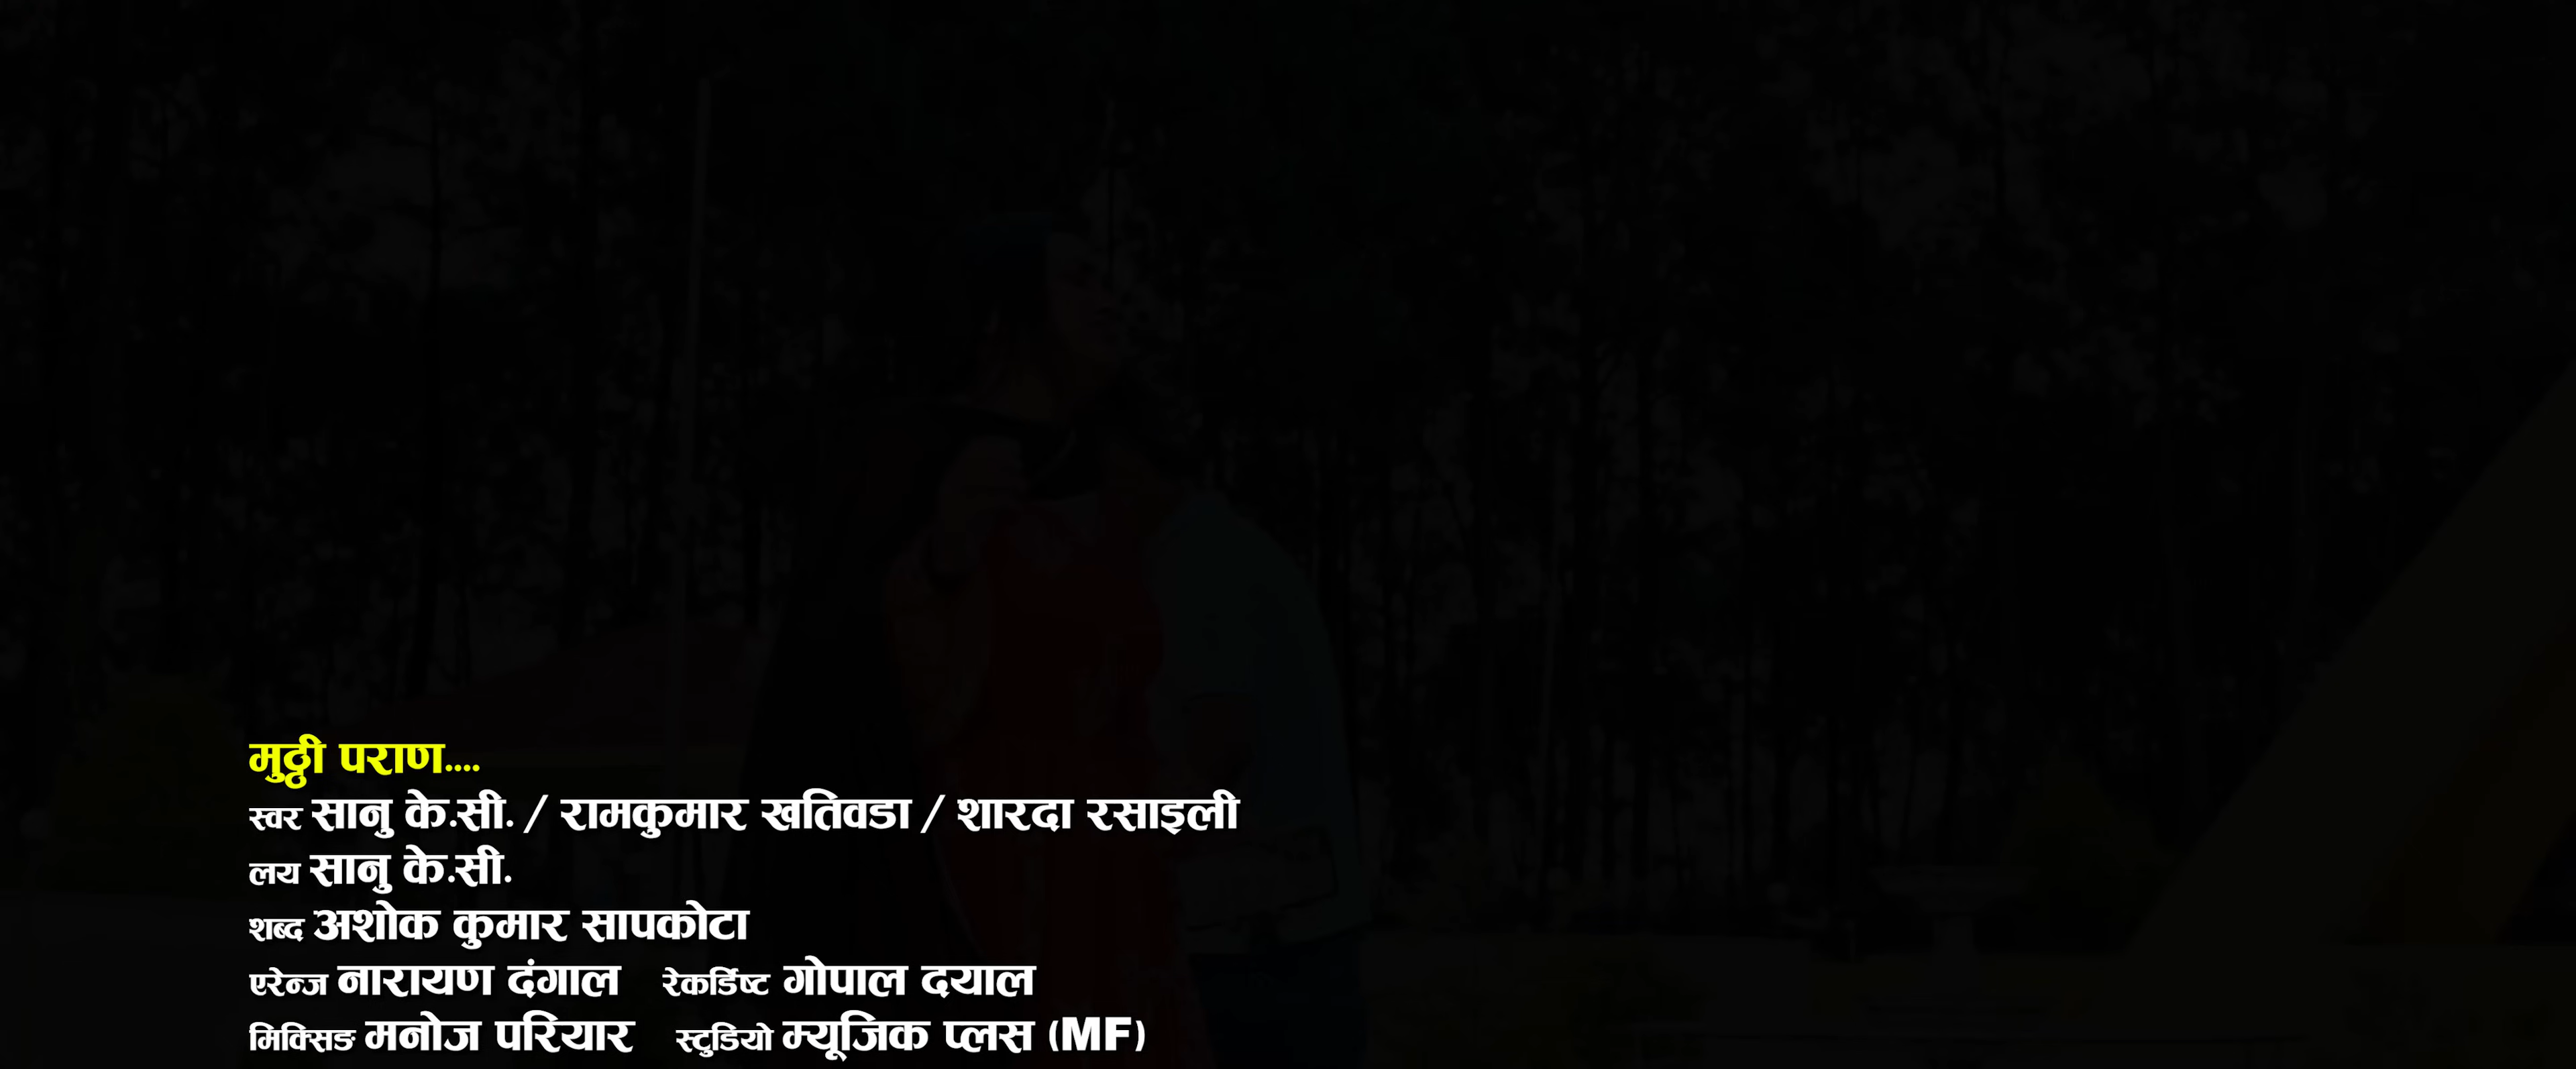 मुठ्ठी पराण....
स्वर सानु के.सी. / रामकुमार खतिवडा / शारदा रसाइली
लय सानु के.सी.
शब्द अशोक कुमार सापकोटा
एरेन्ज नारायण दंगाल रेकर्डिष्ट गोपाल दयाल
मिक्सिङ मनोज परियार स्टुडियो म्यूजिक प्लस (MF)